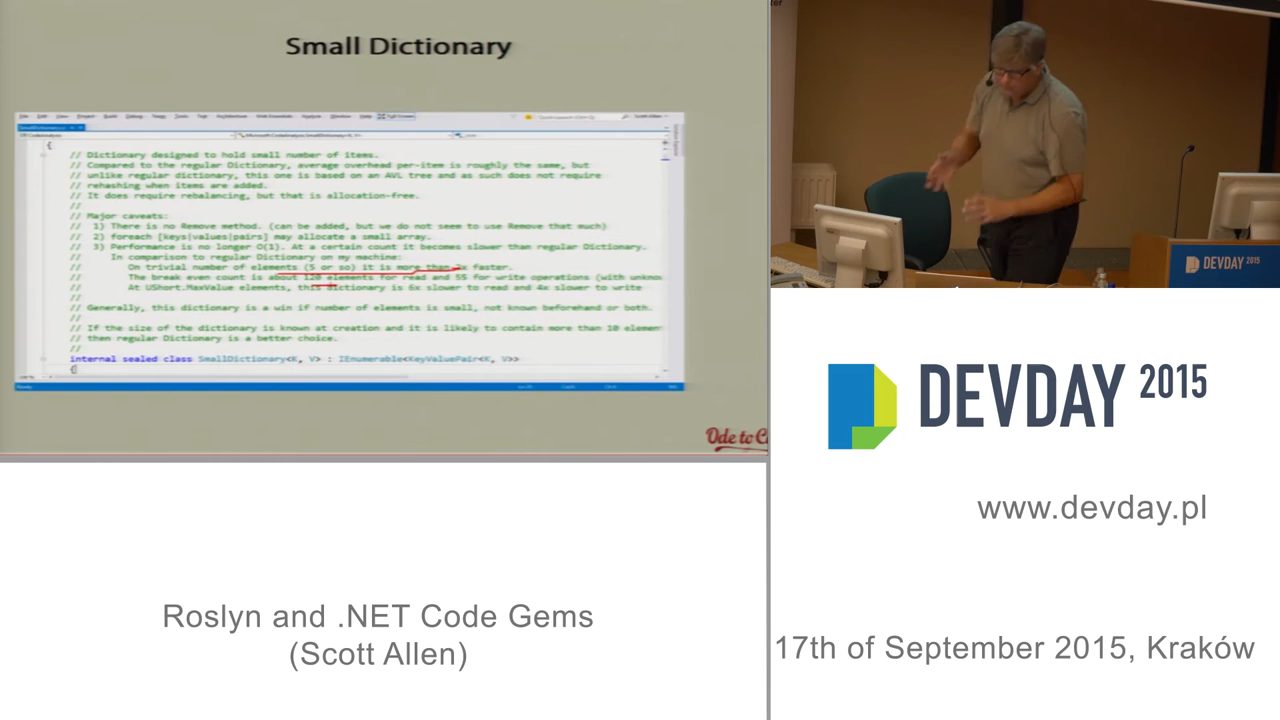 Small Dictionary
{
// Dictionary designed to hold small number of items.
// Compared to the regular Dictionary, average overhead per-item is roughly the same, but
// unlike regular dictionary, this one is based on an AVL tree and as such does not require
// rehashing when items are added.
// It does require rebalancing, but that is allocation-free.
//
// Major caveats:
// 1) There is no Remove method. (can be added, but we do not seem to use Remove that much)
// 2) foreach [keys|values|pairs] may allocate a small array.
// 3) Performance is no longer O(1). At a certain count it becomes slower than regular Dictionary.
// In comparison to regular Dictionary on my machine:
// On trivial number of elements (5 or so) it is more than 2x faster.
// The break even count is about 120 elements for read and 55 for write operations (with unkno
// At UShort.MaxValue elements, this dictionary is 6x slower to read and 4x slower to write
//
// Generally, this dictionary is a win if number of elements is small, not known beforehand or both.
//
// If the size of the dictionary is known at creation and it is likely to contain more than 10 elemen
// then regular Dictionary is a better choice.
//
internal sealed class SmallDictionary<K, V> : IEnumerable<KeyValuePair<K, V>>
{
Ode to C
DEVDAY 2015
DEVDAY 2015
www.devday.pl
Roslyn and .NET Code Gems
(Scott Allen)
17th of September 2015, Kraków